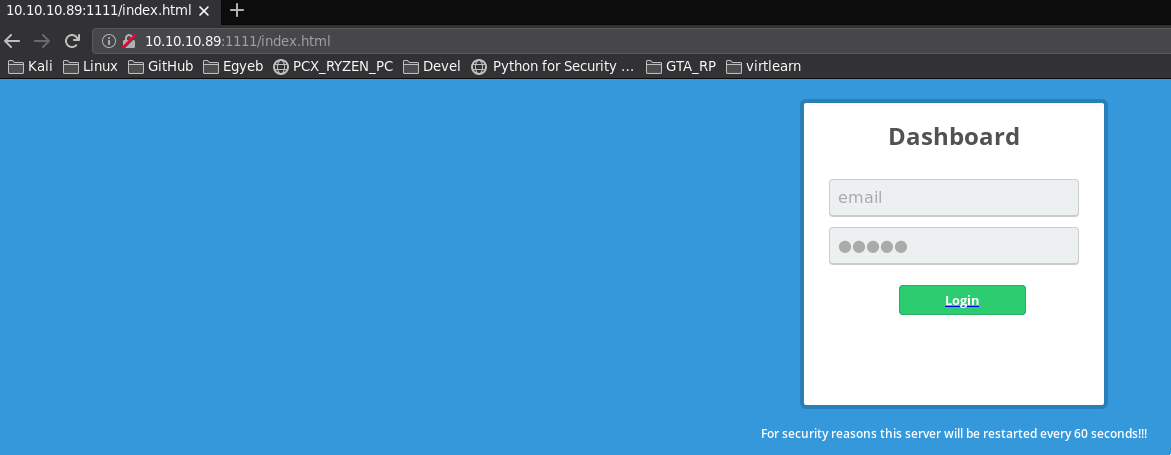 10.10.10.89:1111/index.html
10.10.10.89:1111/index.html
Kali Linux GitHub Egyeb PCX_RYZEN_PC Devel Python for Security ... GTA_RP virtlearn
Dashboard
email
Login
For security reasons this server will be restarted every 60 seconds!!!